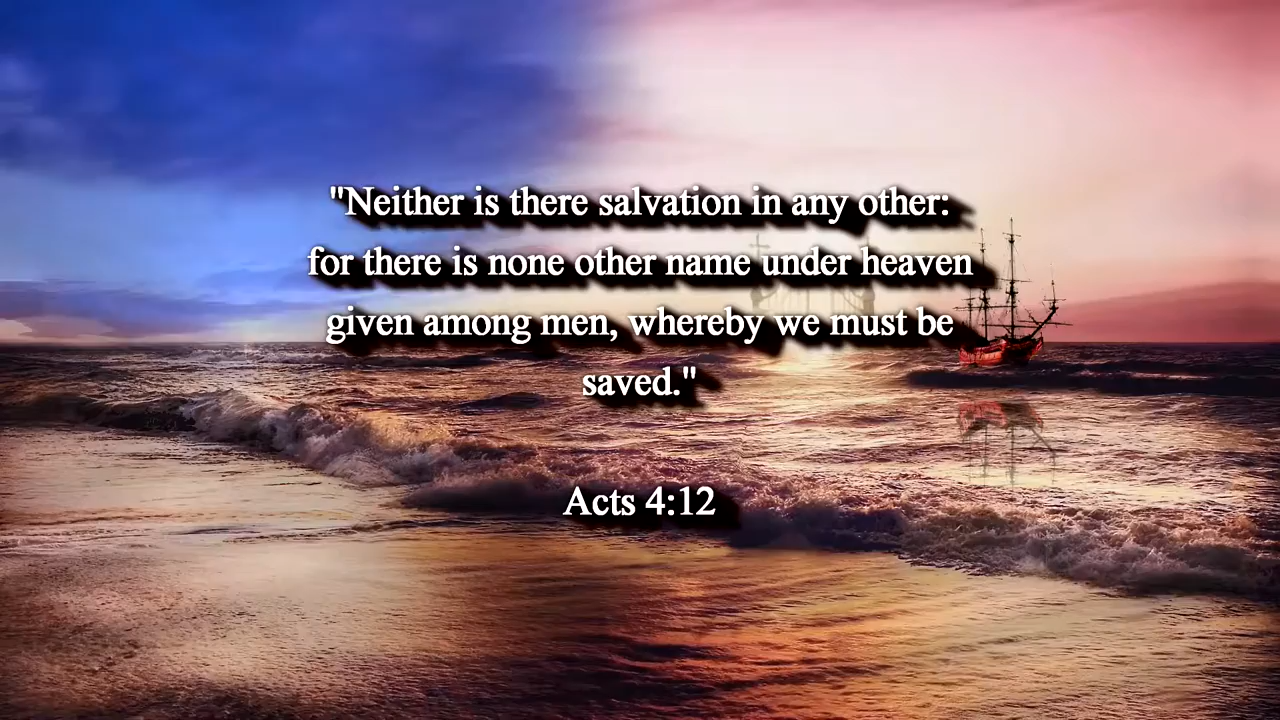 "Neither is there salvation in any other:
for there is none other name under heaven
given among men, whereby we must be
saved."
Acts 4:12